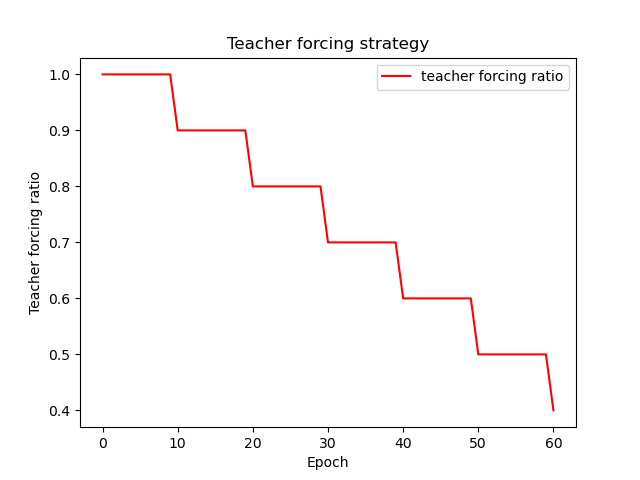 Teacher forcing strategy
teacher forcing ratio
Teacher forcing ratio
1.0
0.9
0.8
0.7
0.6
0.5
0.4
0 10 20 30 40 50 60
Epoch